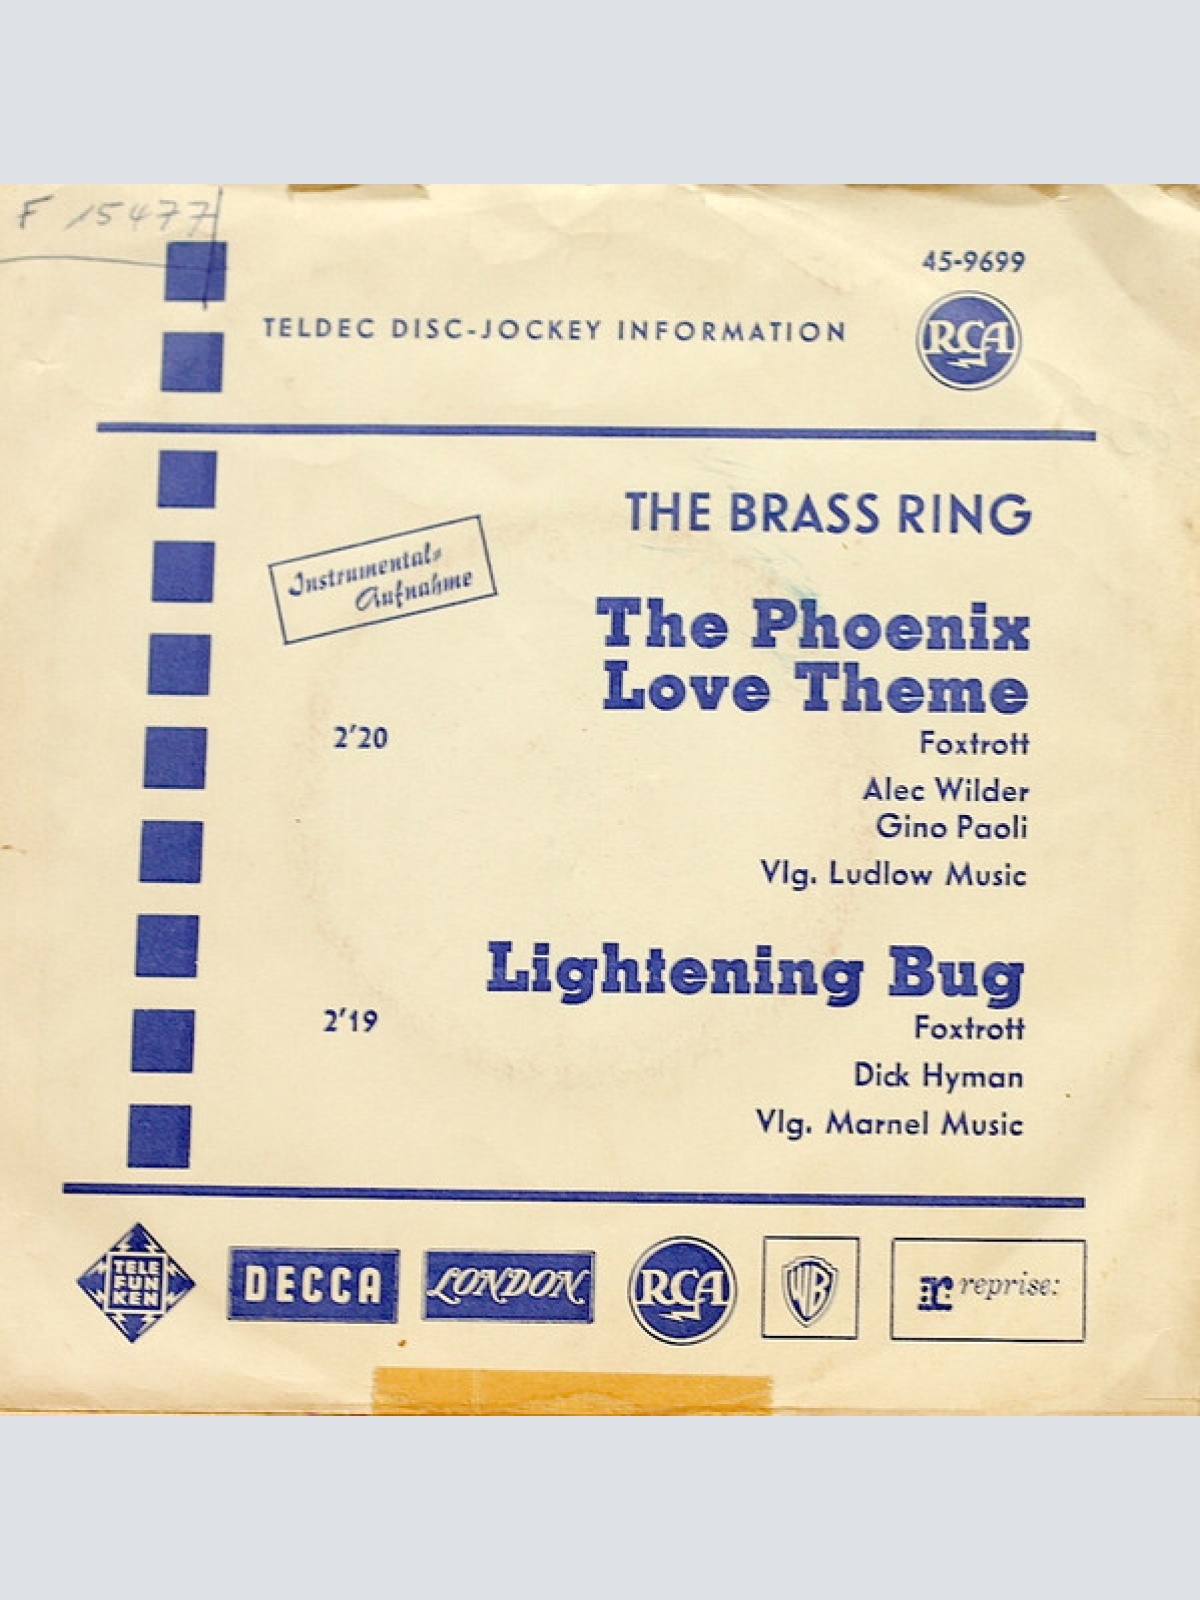 F 15477
45-9699
TELDEC DISC-JOCKEY INFORMATION
RCA
THE BRASS RING
Instrumental-
Aufnahme
The Phoenix
Love Theme
2'20
Foxtrott
Alec Wilder
Gino Paoli
Vlg. Ludlow Music
Lightening Bug
2'19
Foxtrott
Dick Hyman
Vlg. Marnel Music
TELE
FUN
KEN
DECCA
LONDON
RCA
WB
r reprise: